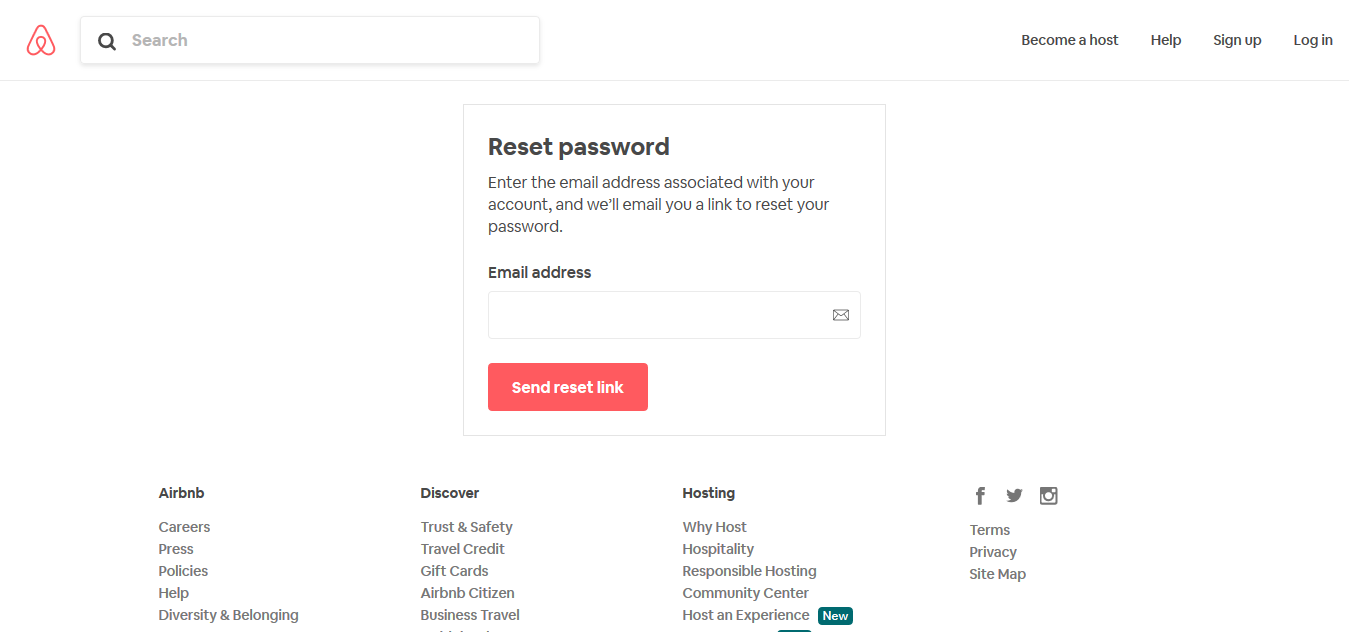 Search
Become a host
Help
Sign up
Log in
Reset password
Enter the email address associated with your
account, and we’ll email you a link to reset your
password.
Email address
Send reset link
Airbnb
Careers
Press
Policies
Help
Diversity & Belonging
Discover
Trust & Safety
Travel Credit
Gift Cards
Airbnb Citizen
Business Travel
Hosting
Why Host
Hospitality
Responsible Hosting
Community Center
Host an Experience New
Terms
Privacy
Site Map